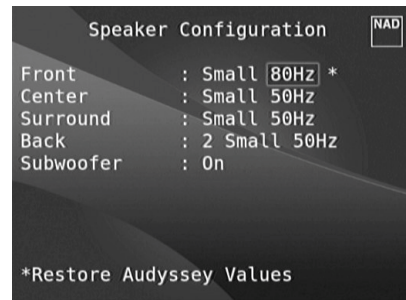 Speaker Configuration
NAD
Front : Small 80Hz *
Center : Small 50Hz
Surround : Small 50Hz
Back : 2 Small 50Hz
Subwoofer : On
*Restore Audyssey Values